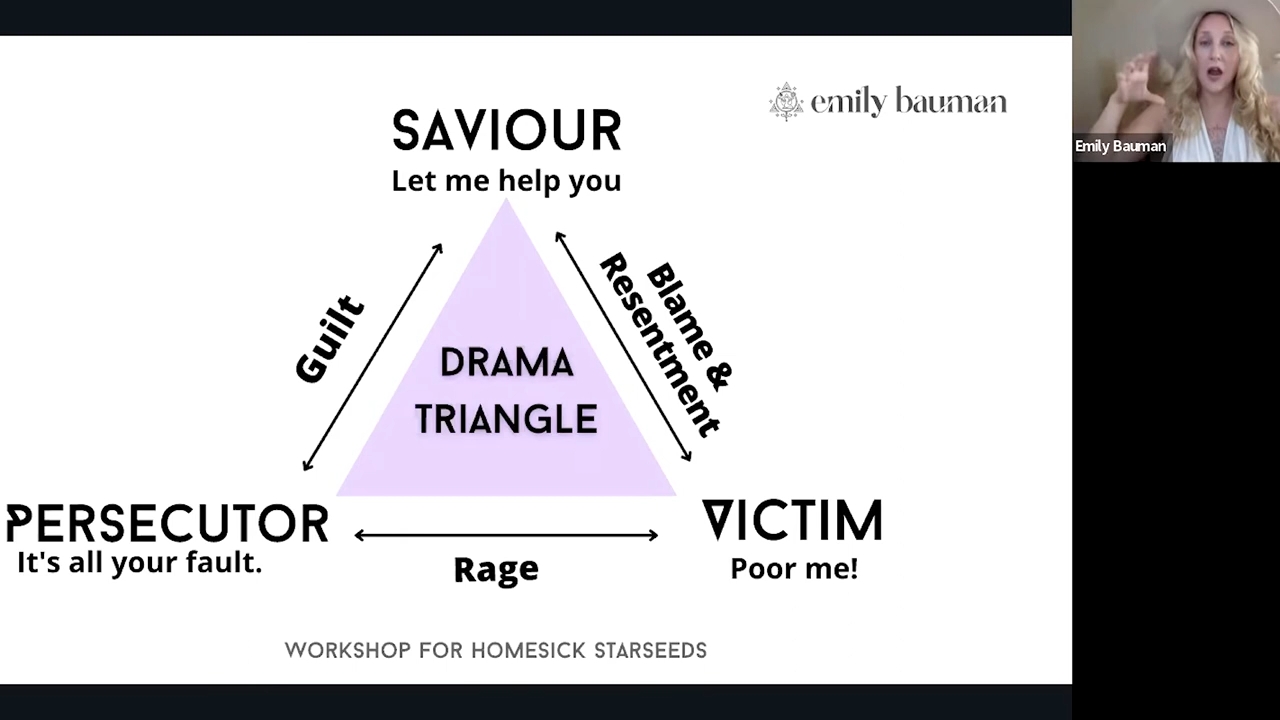 emily bauman
SAVIOUR
Let me help you
Guilt
Blame &
Resentment
DRAMA
TRIANGLE
PERSECUTOR
It's all your fault.
Rage
VICTIM
Poor me!
WORKSHOP FOR HOMESICK STARSEEDS
Emily Bauman